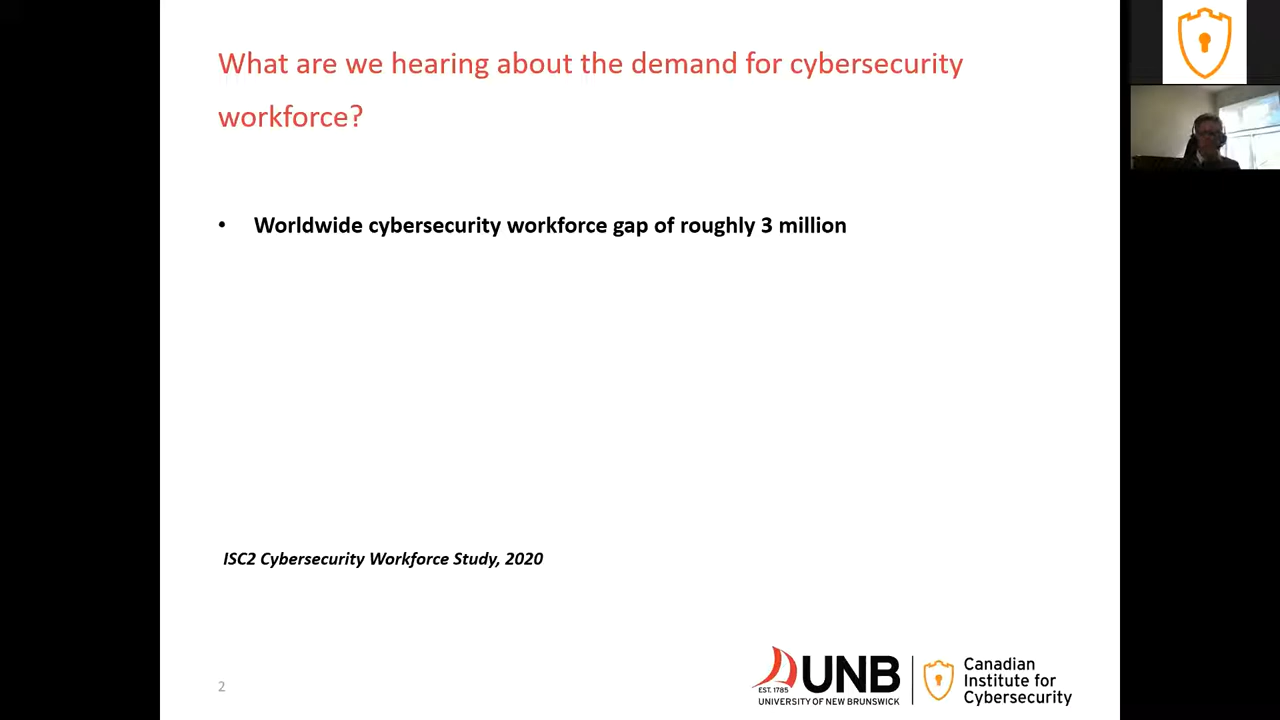 What are we hearing about the demand for cybersecurity
workforce?
• Worldwide cybersecurity workforce gap of roughly 3 million
ISC2 Cybersecurity Workforce Study, 2020
2
EST. 1785
UNB
UNIVERSITY OF NEW BRUNSWICK
Canadian
Institute for
Cybersecurity